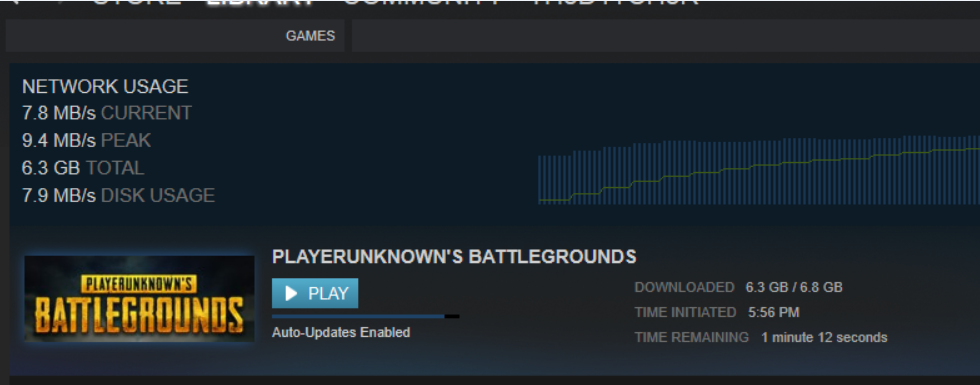 LIBRARY
GAMES
NETWORK USAGE
7.8 MB/s CURRENT
9.4 MB/s PEAK
6.3 GB TOTAL
7.9 MB/s DISK USAGE
PLAYERUNKNOWN'S
BATTLEGROUNDS
PLAYERUNKNOWN'S BATTLEGROUNDS
PLAY
Auto-Updates Enabled
DOWNLOADED 6.3 GB / 6.8 GB
TIME INITIATED 5:56 PM
TIME REMAINING 1 minute 12 seconds